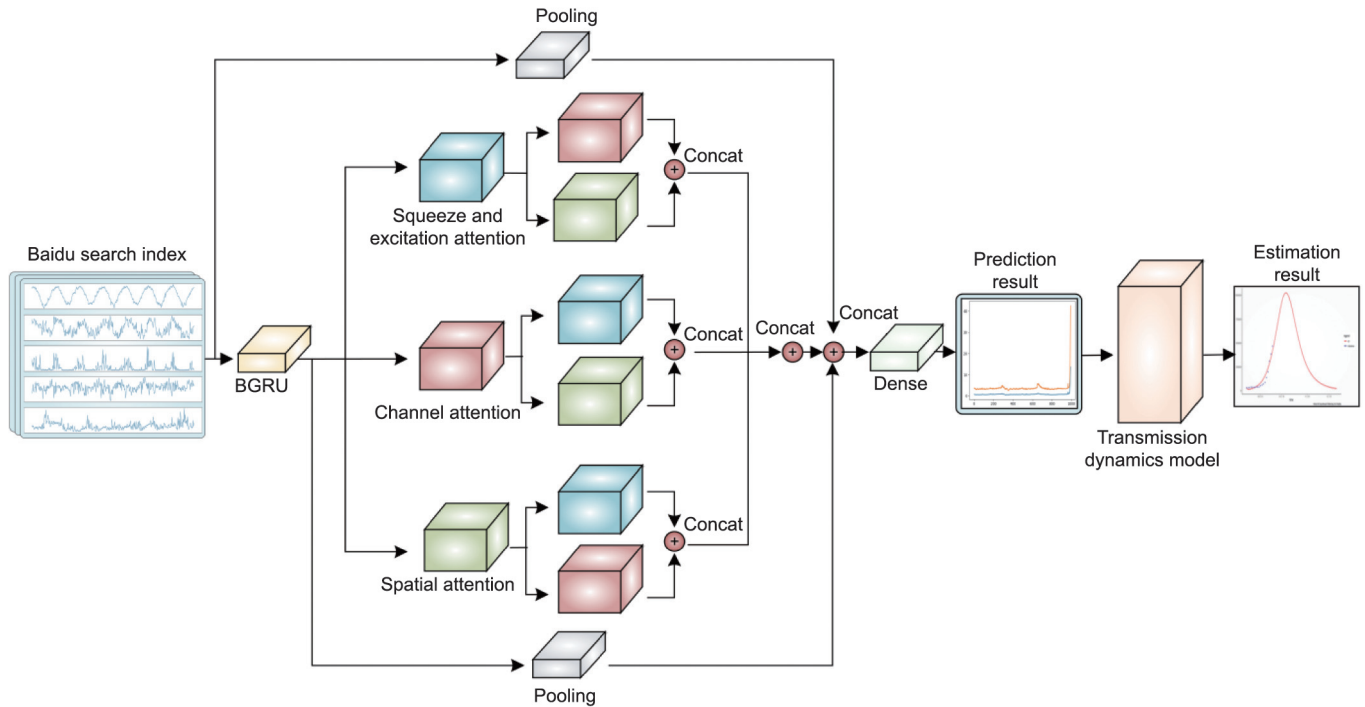 Pooling
Concat
Squeeze and
excitation attention
Baidu search index
Prediction
result
Estimation
result
Concat
Concat
Concat
BGRU
Channel attention
Dense
Transmission
dynamics model
Concat
Spatial attention
Pooling